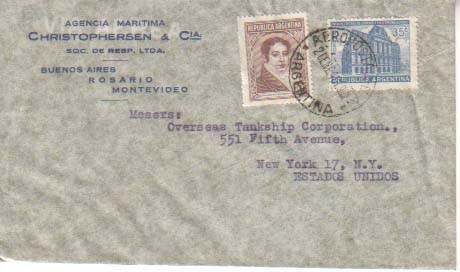 AGENCIA MARITIMA
CHRISTOPHERSEN & CIA.
SOC. DE RESP. LTDA.
BUENOS AIRES
ROSARIO
MONTEVIDEO
REPUBLICA ARGENTINA
35¢
REPUBLICA ARGENTINA
ARGENTINA
Messrs:
Overseas Tankship Corporation.,
551 Fifth Avenue,
New York 17, N.Y.
ESTADOS UNIDOS